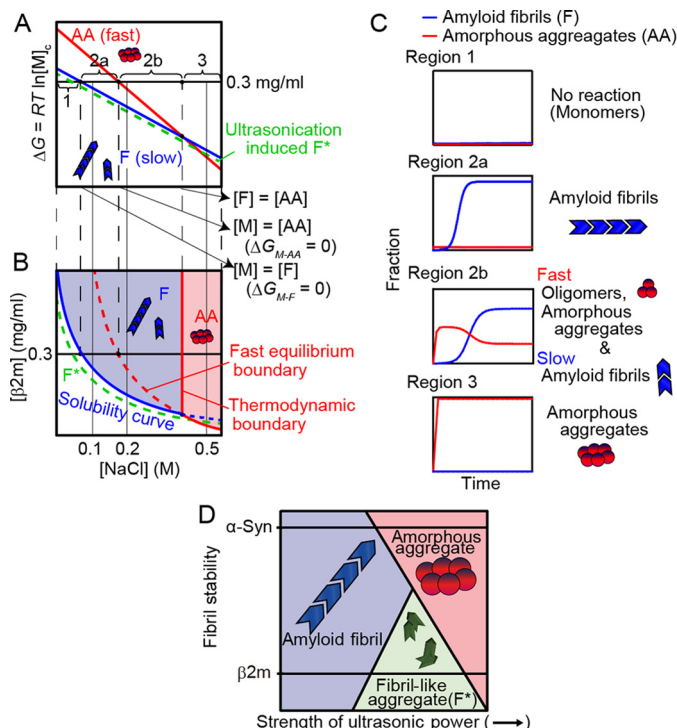 A
AA (fast)
2a
2b
3
1
0.3 mg/ml
ΔG = RT ln[M]c
F (slow)
Ultrasonication
induced F*
[F] = [AA]
[M] = [AA]
(ΔGM-AA = 0)
[M] = [F]
(ΔGM-F = 0)
B
[β2m] (mg/ml)
0.3
F
AA
F*
Solubility curve
Fast equilibrium
boundary
Thermodynamic
boundary
0.1
0.2
0.5
[NaCl] (M)
C
Amyloid fibrils (F)
Amorphous aggreagates (AA)
Region 1
No reaction
(Monomers)
Region 2a
Amyloid fibrils
Fraction
Region 2b
Fast
Oligomers,
Amorphous
aggregates
&
Slow
Amyloid fibrils
Region 3
Amorphous
aggregates
Time
D
α-Syn
Fibril stability
β2m
Amorphous
aggregate
Amyloid fibril
Fibril-like
aggregate(F*)
Strength of ultrasonic power (→)